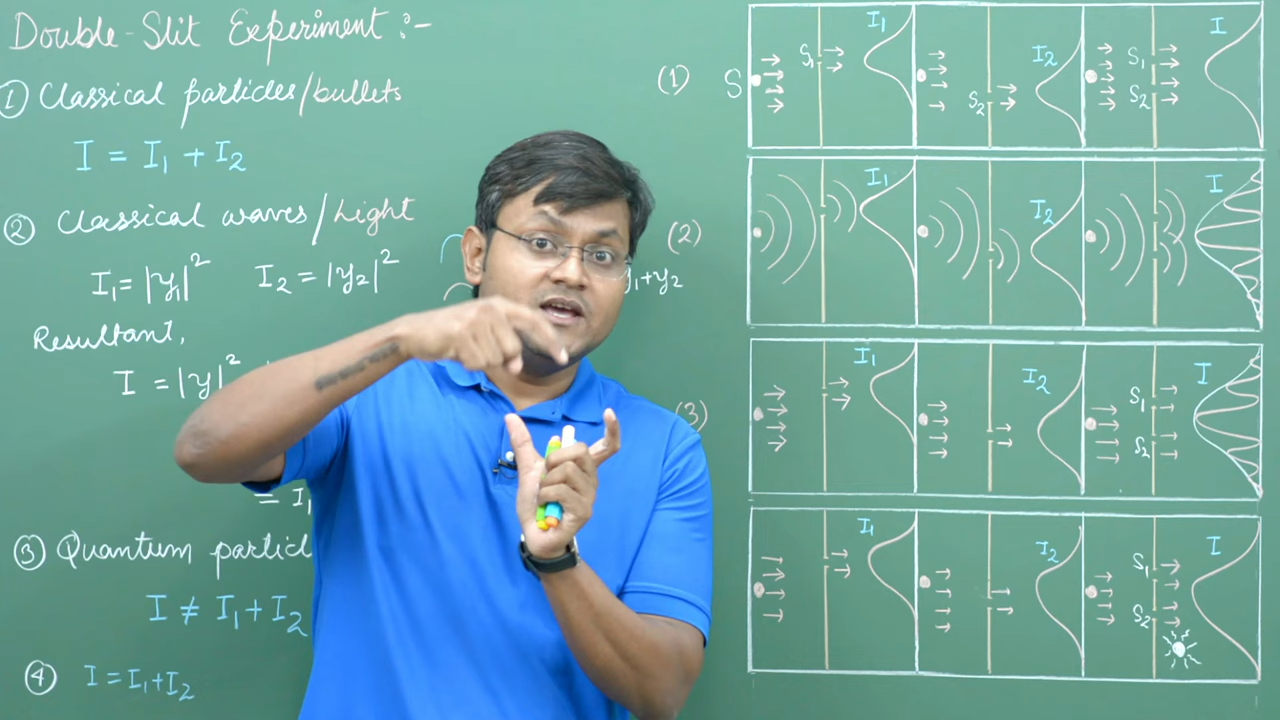 Double-Slit Experiment :-
① Classical particles/bullets
I = I₁ + I₂
② Classical waves/Light
I₁ = |y₁|² I₂ = |y₂|²
y₁+y₂
Resultant,
I = |y|²
= I₁
③ Quantum particl
I ≠ I₁ + I₂
④ I = I₁+I₂
(1) S S₁ I₁ S₂ I₂ S₁ S₂ I
(2) I₁ I₂ I
(3) I₁ I₂ S₁ S₂ I
I₁ I₂ S₁ S₂ I